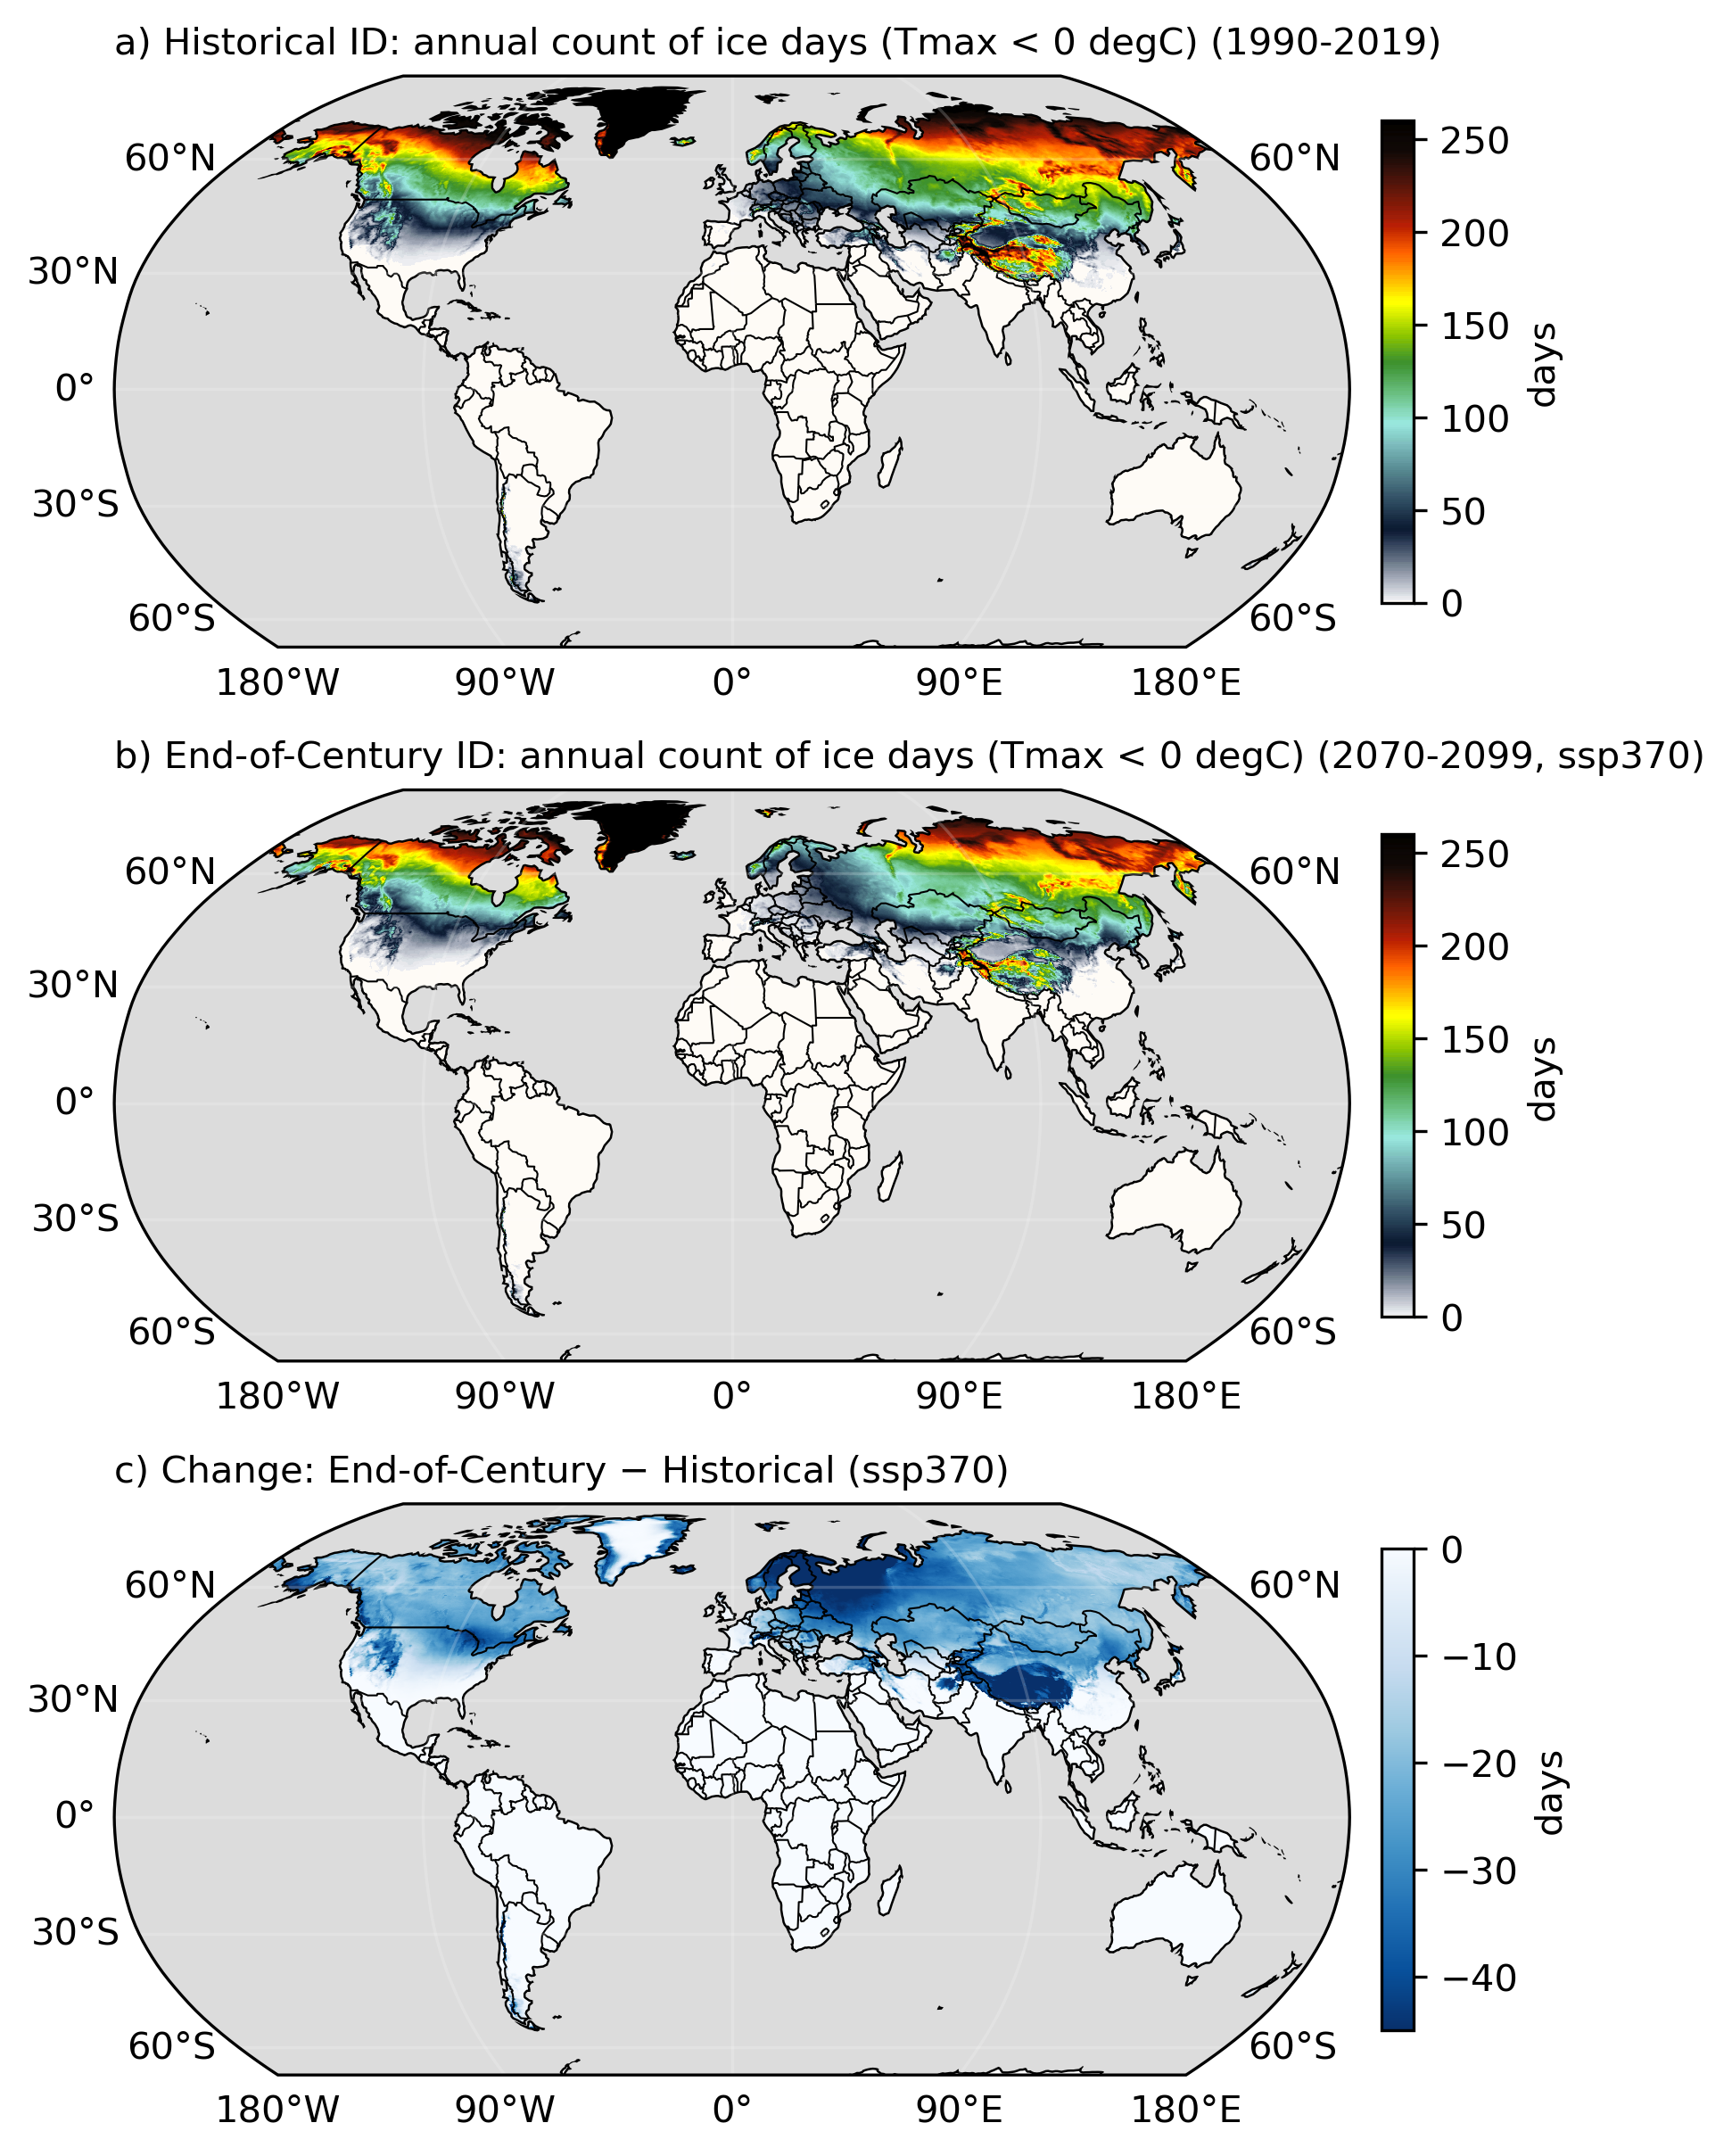 a) Historical ID: annual count of ice days (Tmax < 0 degC) (1990-2019)
60°N
60°N
30°N
0°
30°S
60°S
60°S
180°W 90°W 0° 90°E 180°E
250
200
150
100
50
0
days
b) End-of-Century ID: annual count of ice days (Tmax < 0 degC) (2070-2099, ssp370)
60°N
60°N
30°N
0°
30°S
60°S
60°S
180°W 90°W 0° 90°E 180°E
250
200
150
100
50
0
days
c) Change: End-of-Century − Historical (ssp370)
60°N
60°N
30°N
0°
30°S
60°S
60°S
180°W 90°W 0° 90°E 180°E
0
−10
−20
−30
−40
days